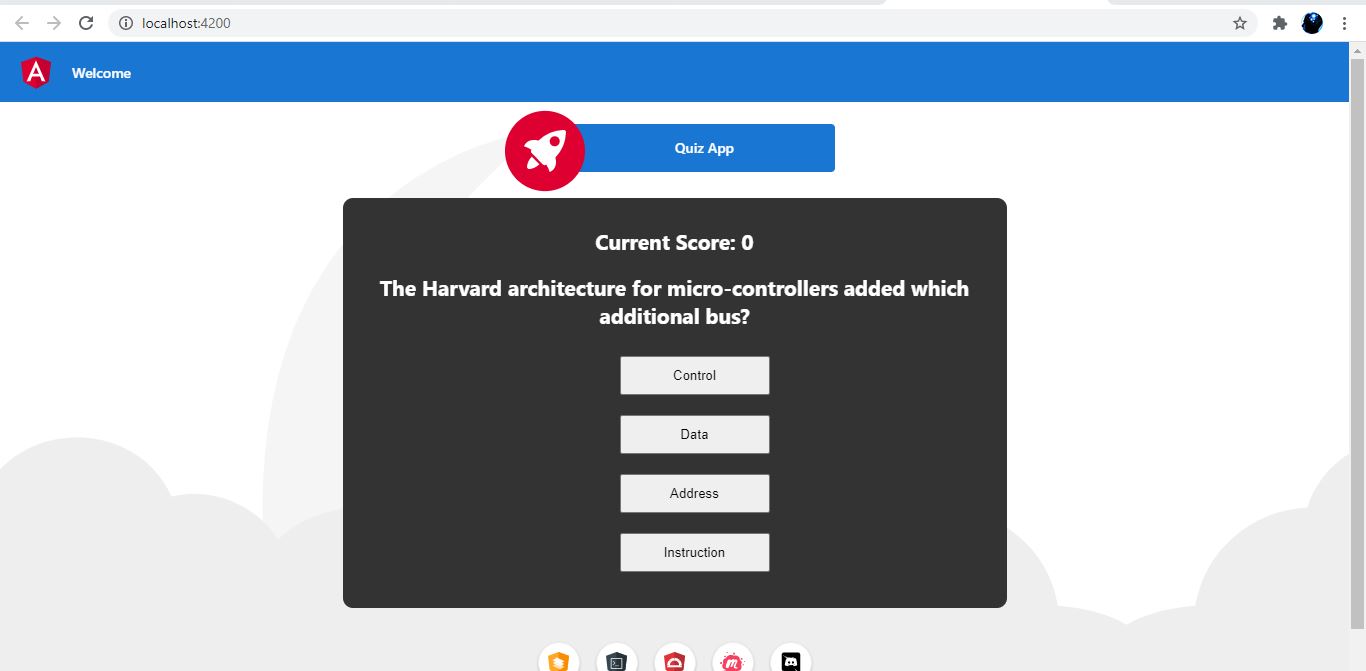 localhost:4200
Welcome
Quiz App
Current Score: 0
The Harvard architecture for micro-controllers added which
additional bus?
Control
Data
Address
Instruction